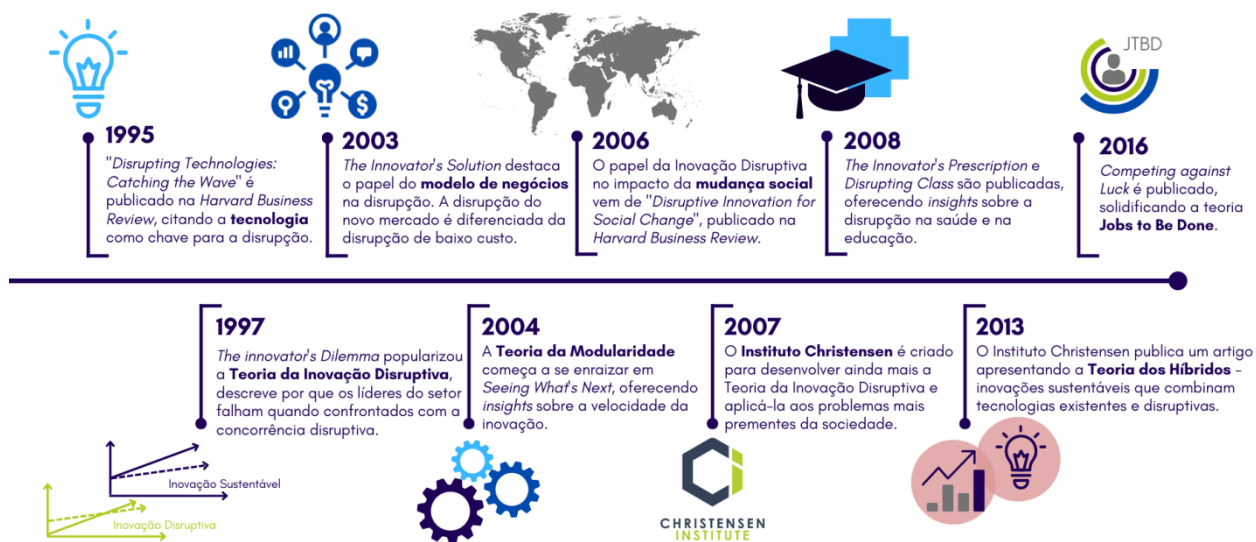 JTBD
1995
"Disrupting Technologies:
Catching the Wave" é
publicado na Harvard Business
Review, citando a tecnologia
como chave para a disrupção.
2003
The Innovator's Solution destaca
o papel do modelo de negócios
na disrupção. A disrupção do
novo mercado é diferenciada da
disrupção de baixo custo.
2006
O papel da Inovação Disruptiva
no impacto da mudança social
vem de "Disruptive Innovation for
Social Change", publicado na
Harvard Business Review.
2008
The Innovator's Prescription e
Disrupting Class são publicadas,
oferecendo insights sobre a
disrupção na saúde e na
educação.
2016
Competing against
Luck é publicado,
solidificando a teoria
Jobs to Be Done.
1997
The innovator's Dilemma popularizou
a Teoria da Inovação Disruptiva,
descreve por que os líderes do setor
falham quando confrontados com a
concorrência disruptiva.
2004
A Teoria da Modularidade
começa a se enraizar em
Seeing What's Next, oferecendo
insights sobre a velocidade da
inovação.
2007
O Instituto Christensen é criado
para desenvolver ainda mais a
Teoria da Inovação Disruptiva e
aplicá-la aos problemas mais
prementes da sociedade.
2013
O Instituto Christensen publica um artigo
apresentando a Teoria dos Híbridos -
inovações sustentáveis que combinam
tecnologias existentes e disruptivas.
Inovação Sustentável
Inovação Disruptiva
CHRISTENSEN
INSTITUTE